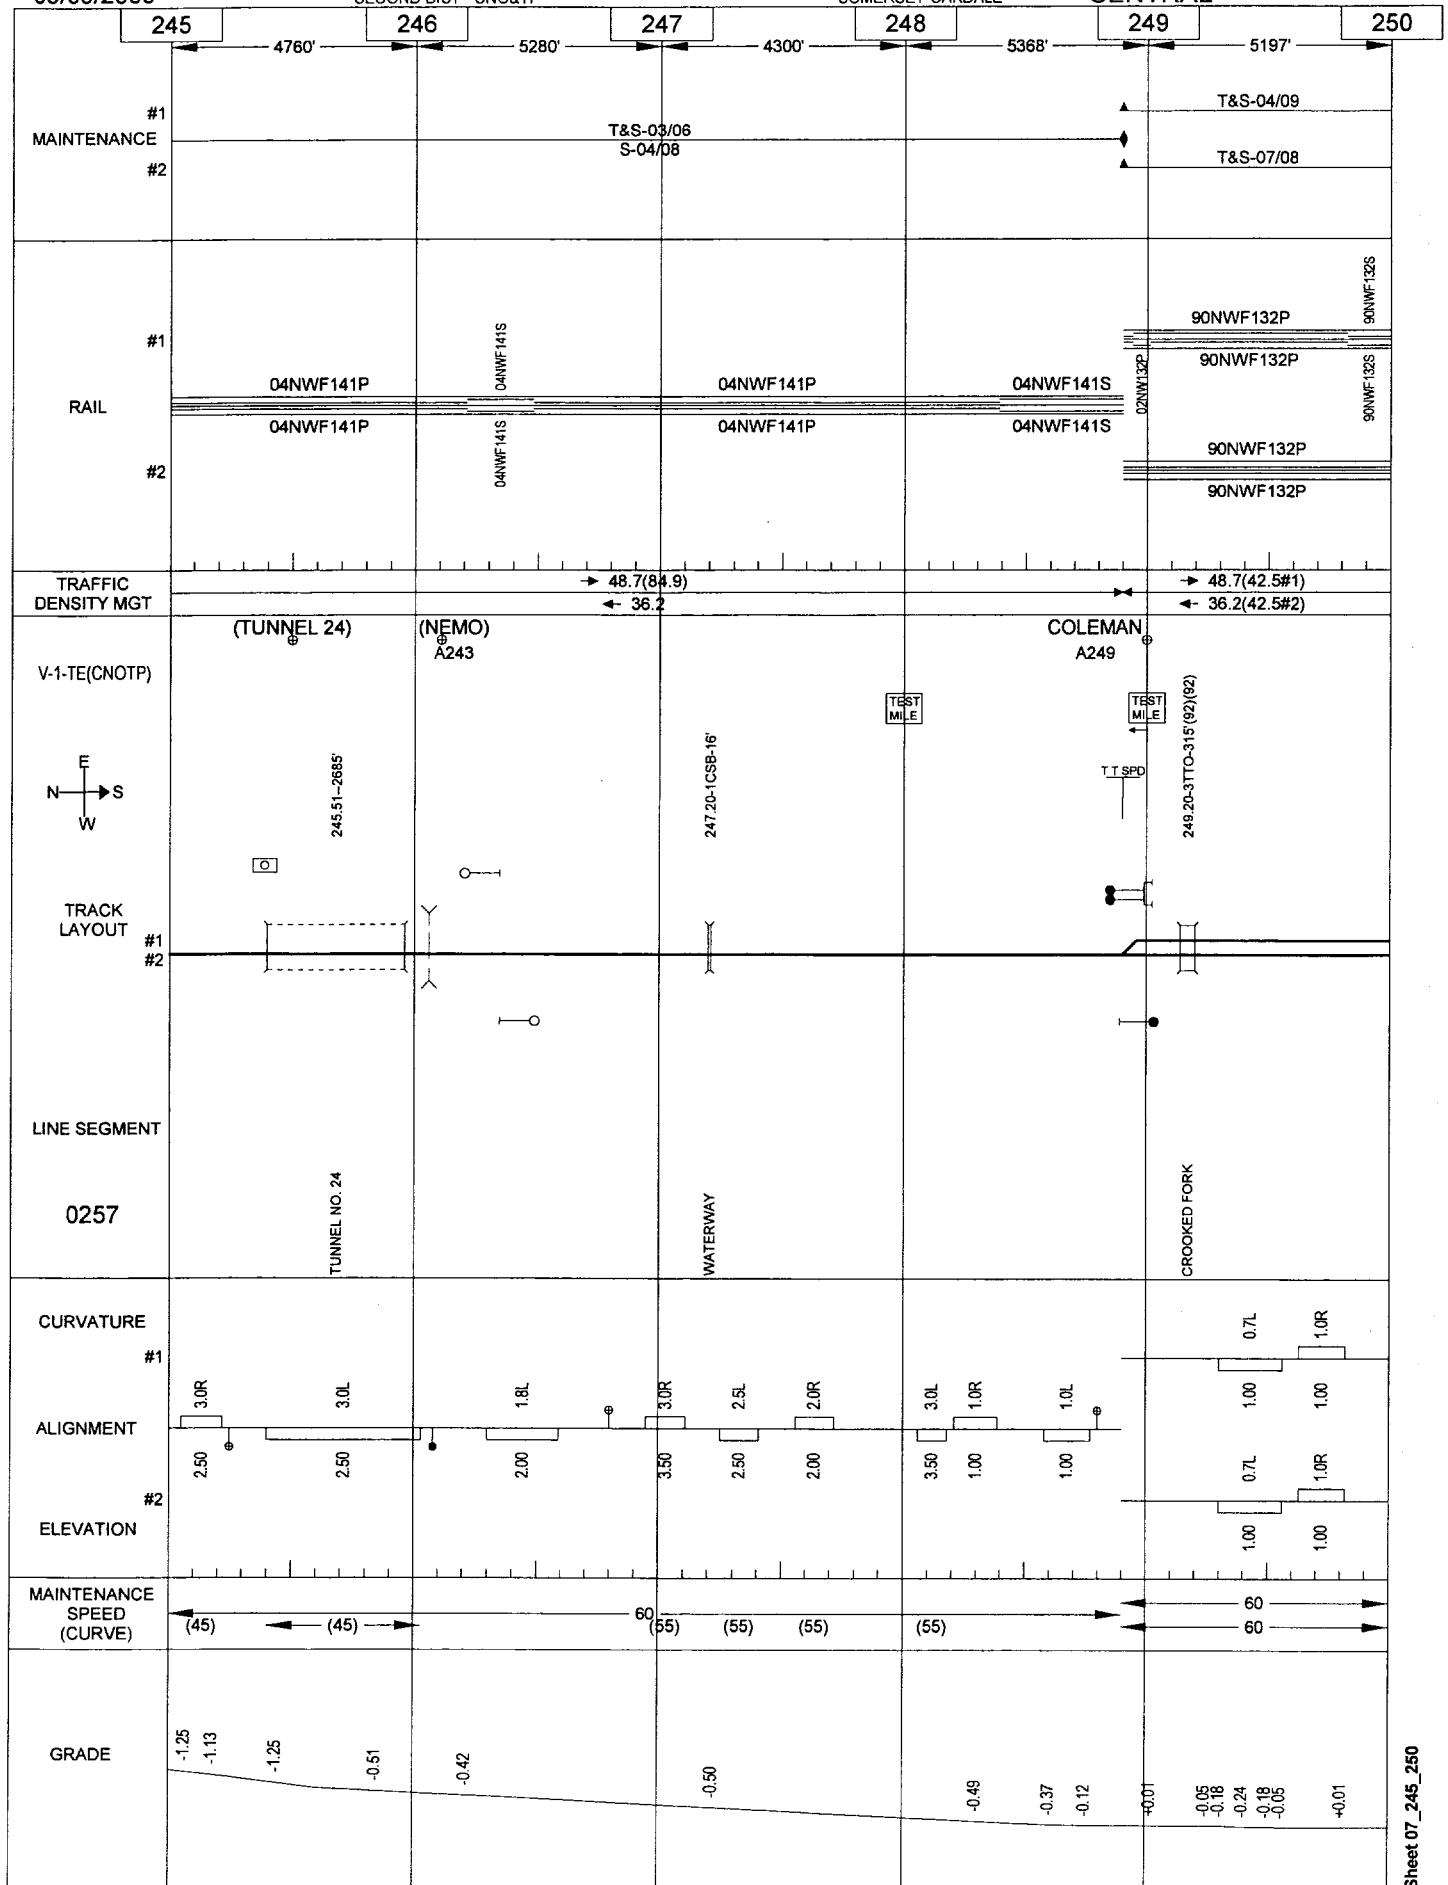 245 246 247 248 249 250
4760' 5280' 4300' 5368' 5197'
#1
MAINTENANCE
#2
T&S-03/06
S-04/08
T&S-04/09
T&S-07/08
RAIL
#1
#2
04NWF141P
04NWF141P
04NWF141S
04NWF141S
04NWF141P
04NWF141P
04NWF141S
04NWF141S
02NW132P
90NWF132P
90NWF132P
90NWF132S
90NWF132S
90NWF132P
90NWF132P
TRAFFIC
DENSITY MGT
48.7(84.9)
36.2
48.7(42.5#1)
36.2(42.5#2)
(TUNNEL 24)
(NEMO)
A243
COLEMAN
A249
V-1-TE(CNOTP)
TEST
MILE
TEST
MILE
E
N S
W
245.51--2685'
247.20-1CSB-16'
T T SPD
249.20-3TTO-315'(92)(92)
TRACK
LAYOUT
#1
#2
LINE SEGMENT
0257
TUNNEL NO. 24
WATERWAY
CROOKED FORK
CURVATURE
#1
0.7L 1.0R
1.00 1.00
ALIGNMENT
3.0R 3.0L 1.8L 3.0R 2.5L 2.0R 3.0L 1.0R 1.0L
2.50 2.50 2.00 3.50 2.50 2.00 3.50 1.00 1.00
#2
0.7L 1.0R
1.00 1.00
ELEVATION
MAINTENANCE
SPEED
(CURVE)
60
(45) (45) (55) (55) (55) (55)
60
60
GRADE
-1.25 -1.13 -1.25 -0.51 -0.42 -0.50 -0.49 -0.37 -0.12 +0.01 -0.05 -0.18 -0.24 -0.18 -0.05 +0.01
Sheet 07_245_250